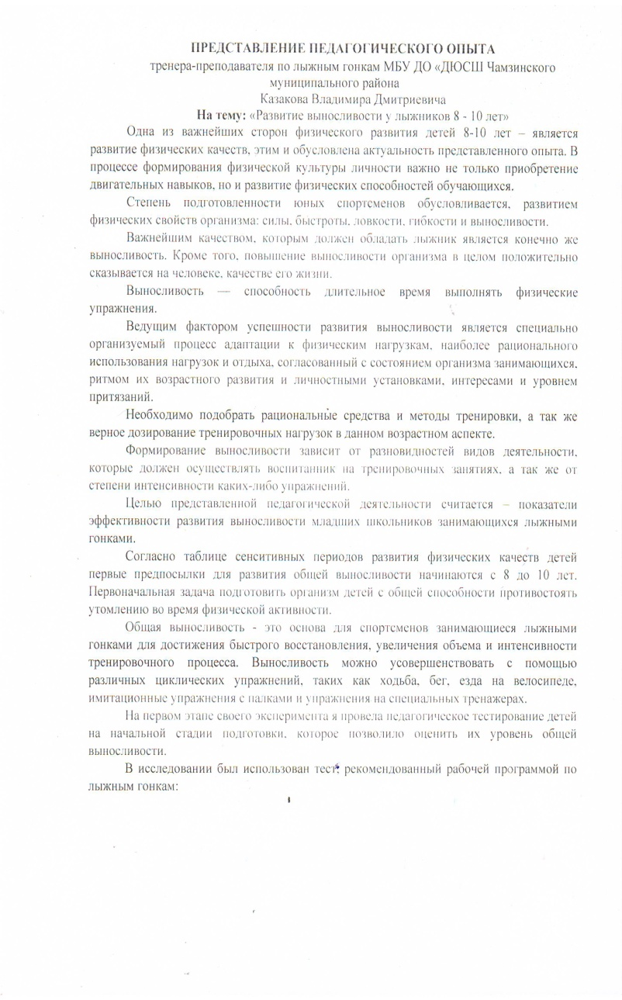 ПРЕДСТАВЛЕНИЕ ПЕДАГОГИЧЕСКОГО ОПЫТА
тренера-преподавателя по лыжным гонкам МБУ ДО «ДЮСШ Чамзинского
муниципального района
Казакова Владимира Дмитриевича
На тему: «Развитие выносливости у лыжников 8 - 10 лет»
Одна из важнейших сторон физического развития детей 8-10 лет – является
развитие физических качеств, этим и обусловлена актуальность представленного опыта. В
процессе формирования физической культуры личности важно не только приобретение
двигательных навыков, но и развитие физических способностей обучающихся.
Степень подготовленности юных спортсменов обусловливается, развитием
физических свойств организма: силы, быстроты, ловкости, гибкости и выносливости.
Важнейшим качеством, которым должен обладать лыжник является конечно же
выносливость. Кроме того, повышение выносливости организма в целом положительно
сказывается на человеке, качестве его жизни.
Выносливость — способность длительное время выполнять физические
упражнения.
Ведущим фактором успешности развития выносливости является специально
организуемый процесс адаптации к физическим нагрузкам, наиболее рационального
использования нагрузок и отдыха, согласованный с состоянием организма занимающихся,
ритмом их возрастного развития и личностными установками, интересами и уровнем
притязаний.
Необходимо подобрать рациональные средства и методы тренировки, а так же
верное дозирование тренировочных нагрузок в данном возрастном аспекте.
Формирование выносливости зависит от разновидностей видов деятельности,
которые должен осуществлять воспитанник на тренировочных занятиях, а так же от
степени интенсивности каких-либо упражнений.
Целью представленной педагогической деятельности считается – показатели
эффективности развития выносливости младших школьников занимающихся лыжными
гонками.
Согласно таблице сенситивных периодов развития физических качеств детей
первые предпосылки для развития общей выносливости начинаются с 8 до 10 лет.
Первоначальная задача подготовить организм детей с общей способности противостоять
утомлению во время физической активности.
Общая выносливость - это основа для спортсменов занимающиеся лыжными
гонками для достижения быстрого восстановления, увеличения объема и интенсивности
тренировочного процесса. Выносливость можно усовершенствовать с помощью
различных циклических упражнений, таких как ходьба, бег, езда на велосипеде,
имитационные упражнения с палками и упражнения на специальных тренажерах.
На первом этапе своего эксперимента я провела педагогическое тестирование детей
на начальной стадии подготовки, которое позволило оценить их уровень общей
выносливости.
В исследовании был использован тест, рекомендованный рабочей программой по
лыжным гонкам: